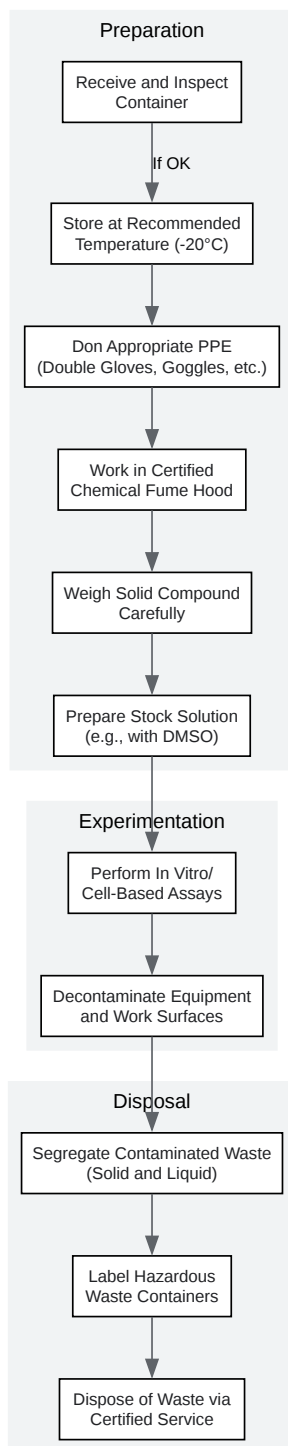 Preparation
Receive and Inspect
Container
If OK
Store at Recommended
Temperature (-20°C)
Don Appropriate PPE
(Double Gloves, Goggles, etc.)
Work in Certified
Chemical Fume Hood
Weigh Solid Compound
Carefully
Prepare Stock Solution
(e.g., with DMSO)
Experimentation
Perform In Vitro/
Cell-Based Assays
Decontaminate Equipment
and Work Surfaces
Disposal
Segregate Contaminated Waste
(Solid and Liquid)
Label Hazardous
Waste Containers
Dispose of Waste via
Certified Service